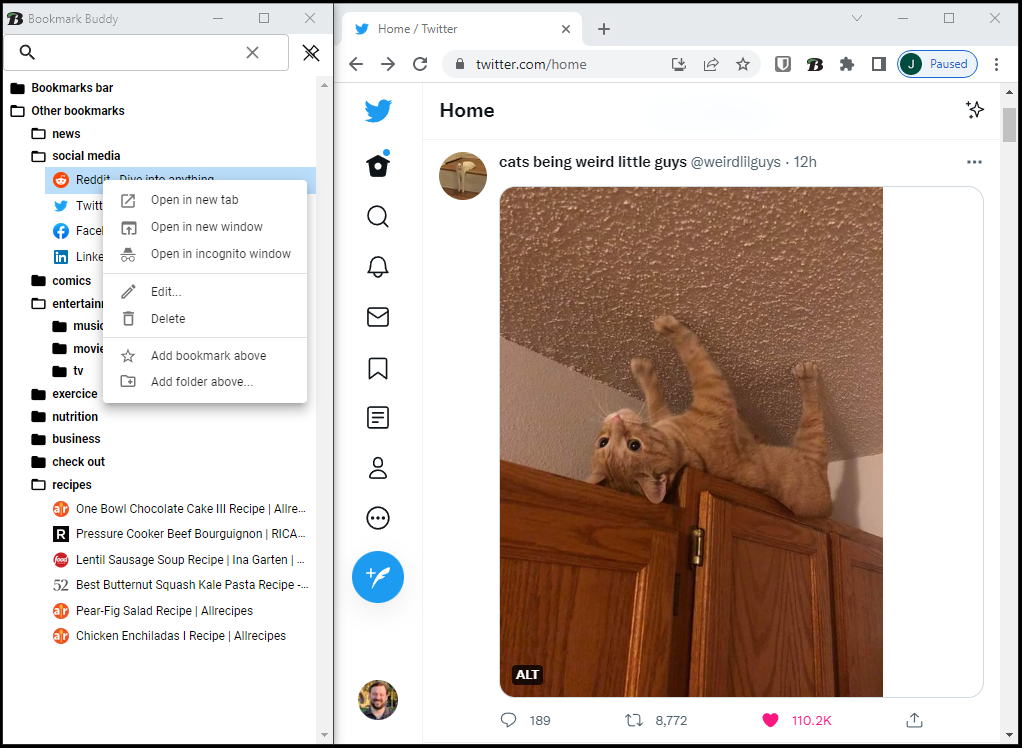 Bookmark Buddy
Bookmarks bar
Other bookmarks
news
social media
Reddit - Dive into anything
Twitt
Faceb
Linke
comics
entertainm
music
movie
tv
exercice
nutrition
business
check out
recipes
One Bowl Chocolate Cake III Recipe | Allre...
Pressure Cooker Beef Bourguignon | RICA...
Lentil Sausage Soup Recipe | Ina Garten | ...
52 Best Butternut Squash Kale Pasta Recipe -...
Pear-Fig Salad Recipe | Allrecipes
Chicken Enchiladas I Recipe | Allrecipes
Open in new tab
Open in new window
Open in incognito window
Edit...
Delete
Add bookmark above
Add folder above...
Home / Twitter
twitter.com/home
J Paused
Home
cats being weird little guys @weirdlilguys · 12h
ALT
189 8,772 110.2K